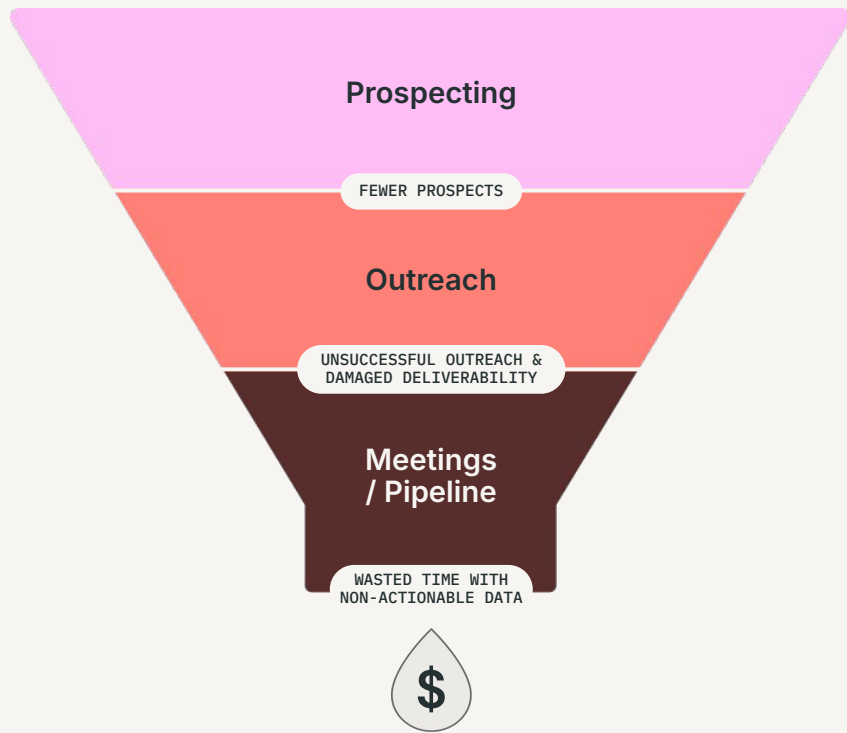 Prospecting
FEWER PROSPECTS
Outreach
UNSUCCESSFUL OUTREACH &
DAMAGED DELIVERABILITY
Meetings
/ Pipeline
WASTED TIME WITH
NON-ACTIONABLE DATA
$